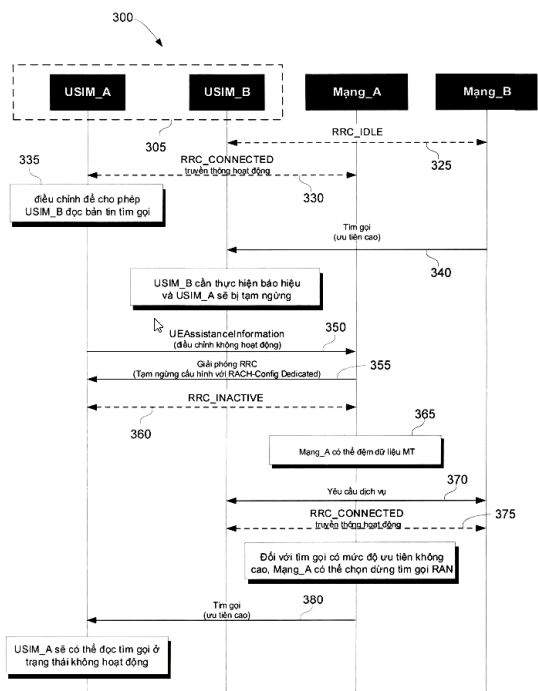 300
USIM_A
USIM_B
Mạng_A
Mạng_B
305
RRC_IDLE
325
RRC_CONNECTED
truyền thông hoạt động
330
335
điều chỉnh để cho phép
USIM_B đọc bản tin tìm gọi
Tìm gọi
(ưu tiên cao)
340
USIM_B cần thực hiện báo hiệu
và USIM_A sẽ bị tạm ngừng
UEAssistanceInformation
(điều chỉnh không hoạt động)
350
Giải phóng RRC
(Tạm ngừng cấu hình với RACH-Config Dedicated)
355
RRC_INACTIVE
360
365
Mạng_A có thể đệm dữ liệu MT
370
Yêu cầu dịch vụ
RRC_CONNECTED
truyền thông hoạt động
375
Đối với tìm gọi có mức độ ưu tiên không
cao, Mạng_A có thể chọn dừng tìm gọi RAN
Tìm gọi
(ưu tiên cao)
380
USIM_A sẽ có thể đọc tìm gọi ở
trạng thái không hoạt động